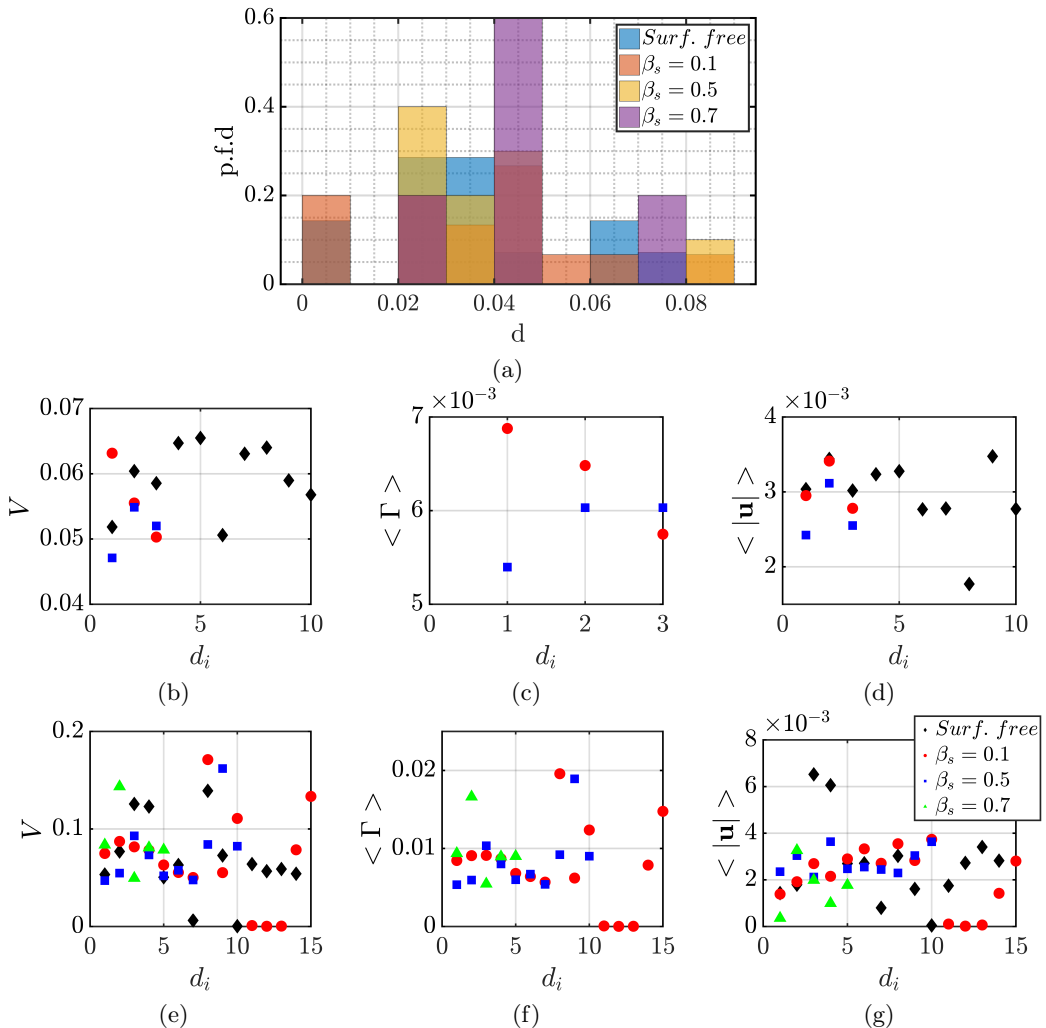 0.6
0.4
0.2
0
p.f.d
Surf. free
βs = 0.1
βs = 0.5
βs = 0.7
0 0.02 0.04 0.06 0.08
d
(a)
0.07
0.06
0.05
0.04
V
0 5 10
di
(b)
×10−3
7
6
5
< Γ >
0 1 2 3
di
(c)
×10−3
4
3
2
< |u| >
0 5 10
di
(d)
0.2
0.1
0
V
0 5 10 15
di
(e)
0.02
0.01
0
< Γ >
0 5 10 15
di
(f)
×10−3
8
6
4
2
0
< |u| >
Surf. free
βs = 0.1
βs = 0.5
βs = 0.7
0 5 10 15
di
(g)